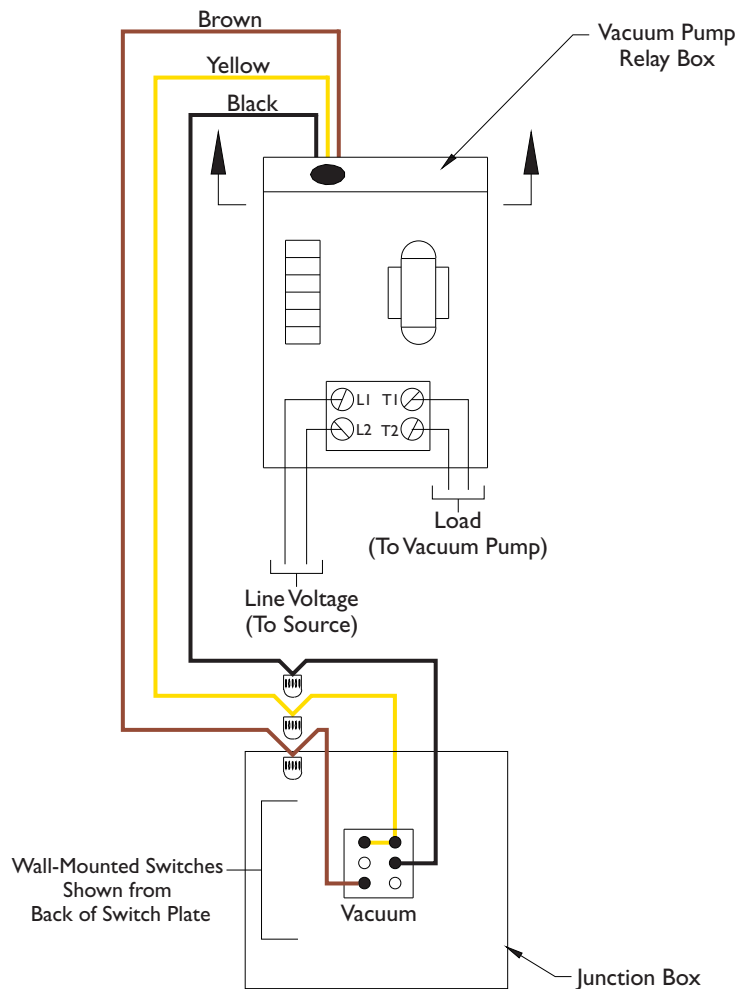 Brown
Vacuum Pump
Relay Box
Yellow
Black
L1 T1
L2 T2
Load
(To Vacuum Pump)
Line Voltage
(To Source)
Wall-Mounted Switches
Shown from
Back of Switch Plate
Vacuum
Junction Box